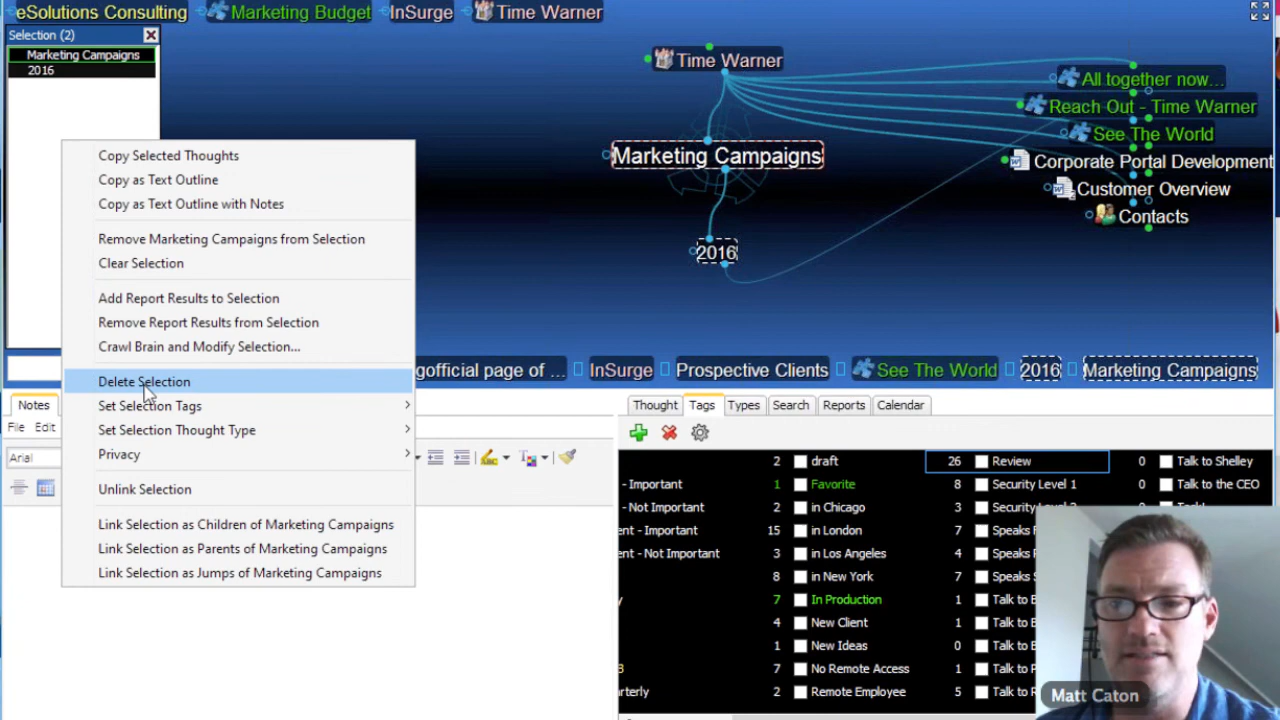 eSolutions Consulting
Marketing Budget
InSurge
Time Warner
Selection (2)
Marketing Campaigns
2016
Time Warner
All together now...
Reach Out - Time Warner
See The World
Marketing Campaigns
Corporate Portal Development
Customer Overview
Contacts
2016
Copy Selected Thoughts
Copy as Text Outline
Copy as Text Outline with Notes
Remove Marketing Campaigns from Selection
Clear Selection
Add Report Results to Selection
Remove Report Results from Selection
Crawl Brain and Modify Selection...
Delete Selection
Set Selection Tags
Set Selection Thought Type
Privacy
Unlink Selection
Link Selection as Children of Marketing Campaigns
Link Selection as Parents of Marketing Campaigns
Link Selection as Jumps of Marketing Campaigns
gofficial page of ...
InSurge
Prospective Clients
See The World
2016
Marketing Campaigns
Notes
File Edit
Arial
Thought Tags Types Search Reports Calendar
2 draft 26 Review 0 Talk to Shelley
- Important 1 Favorite 8 Security Level 1 0 Talk to the CEO
- Not Important 2 in Chicago 3 Security Level 2 0
ent - Important 15 in London 7 Speaks
ent - Not Important 3 in Los Angeles 4 Speaks
8 in New York 7 Speaks
7 In Production 1 Talk to
4 New Client 1 Talk to
1 New Ideas 0 Talk to
7 No Remote Access 1 Talk to
arterly 2 Remote Employee 5 Talk to
Matt Caton